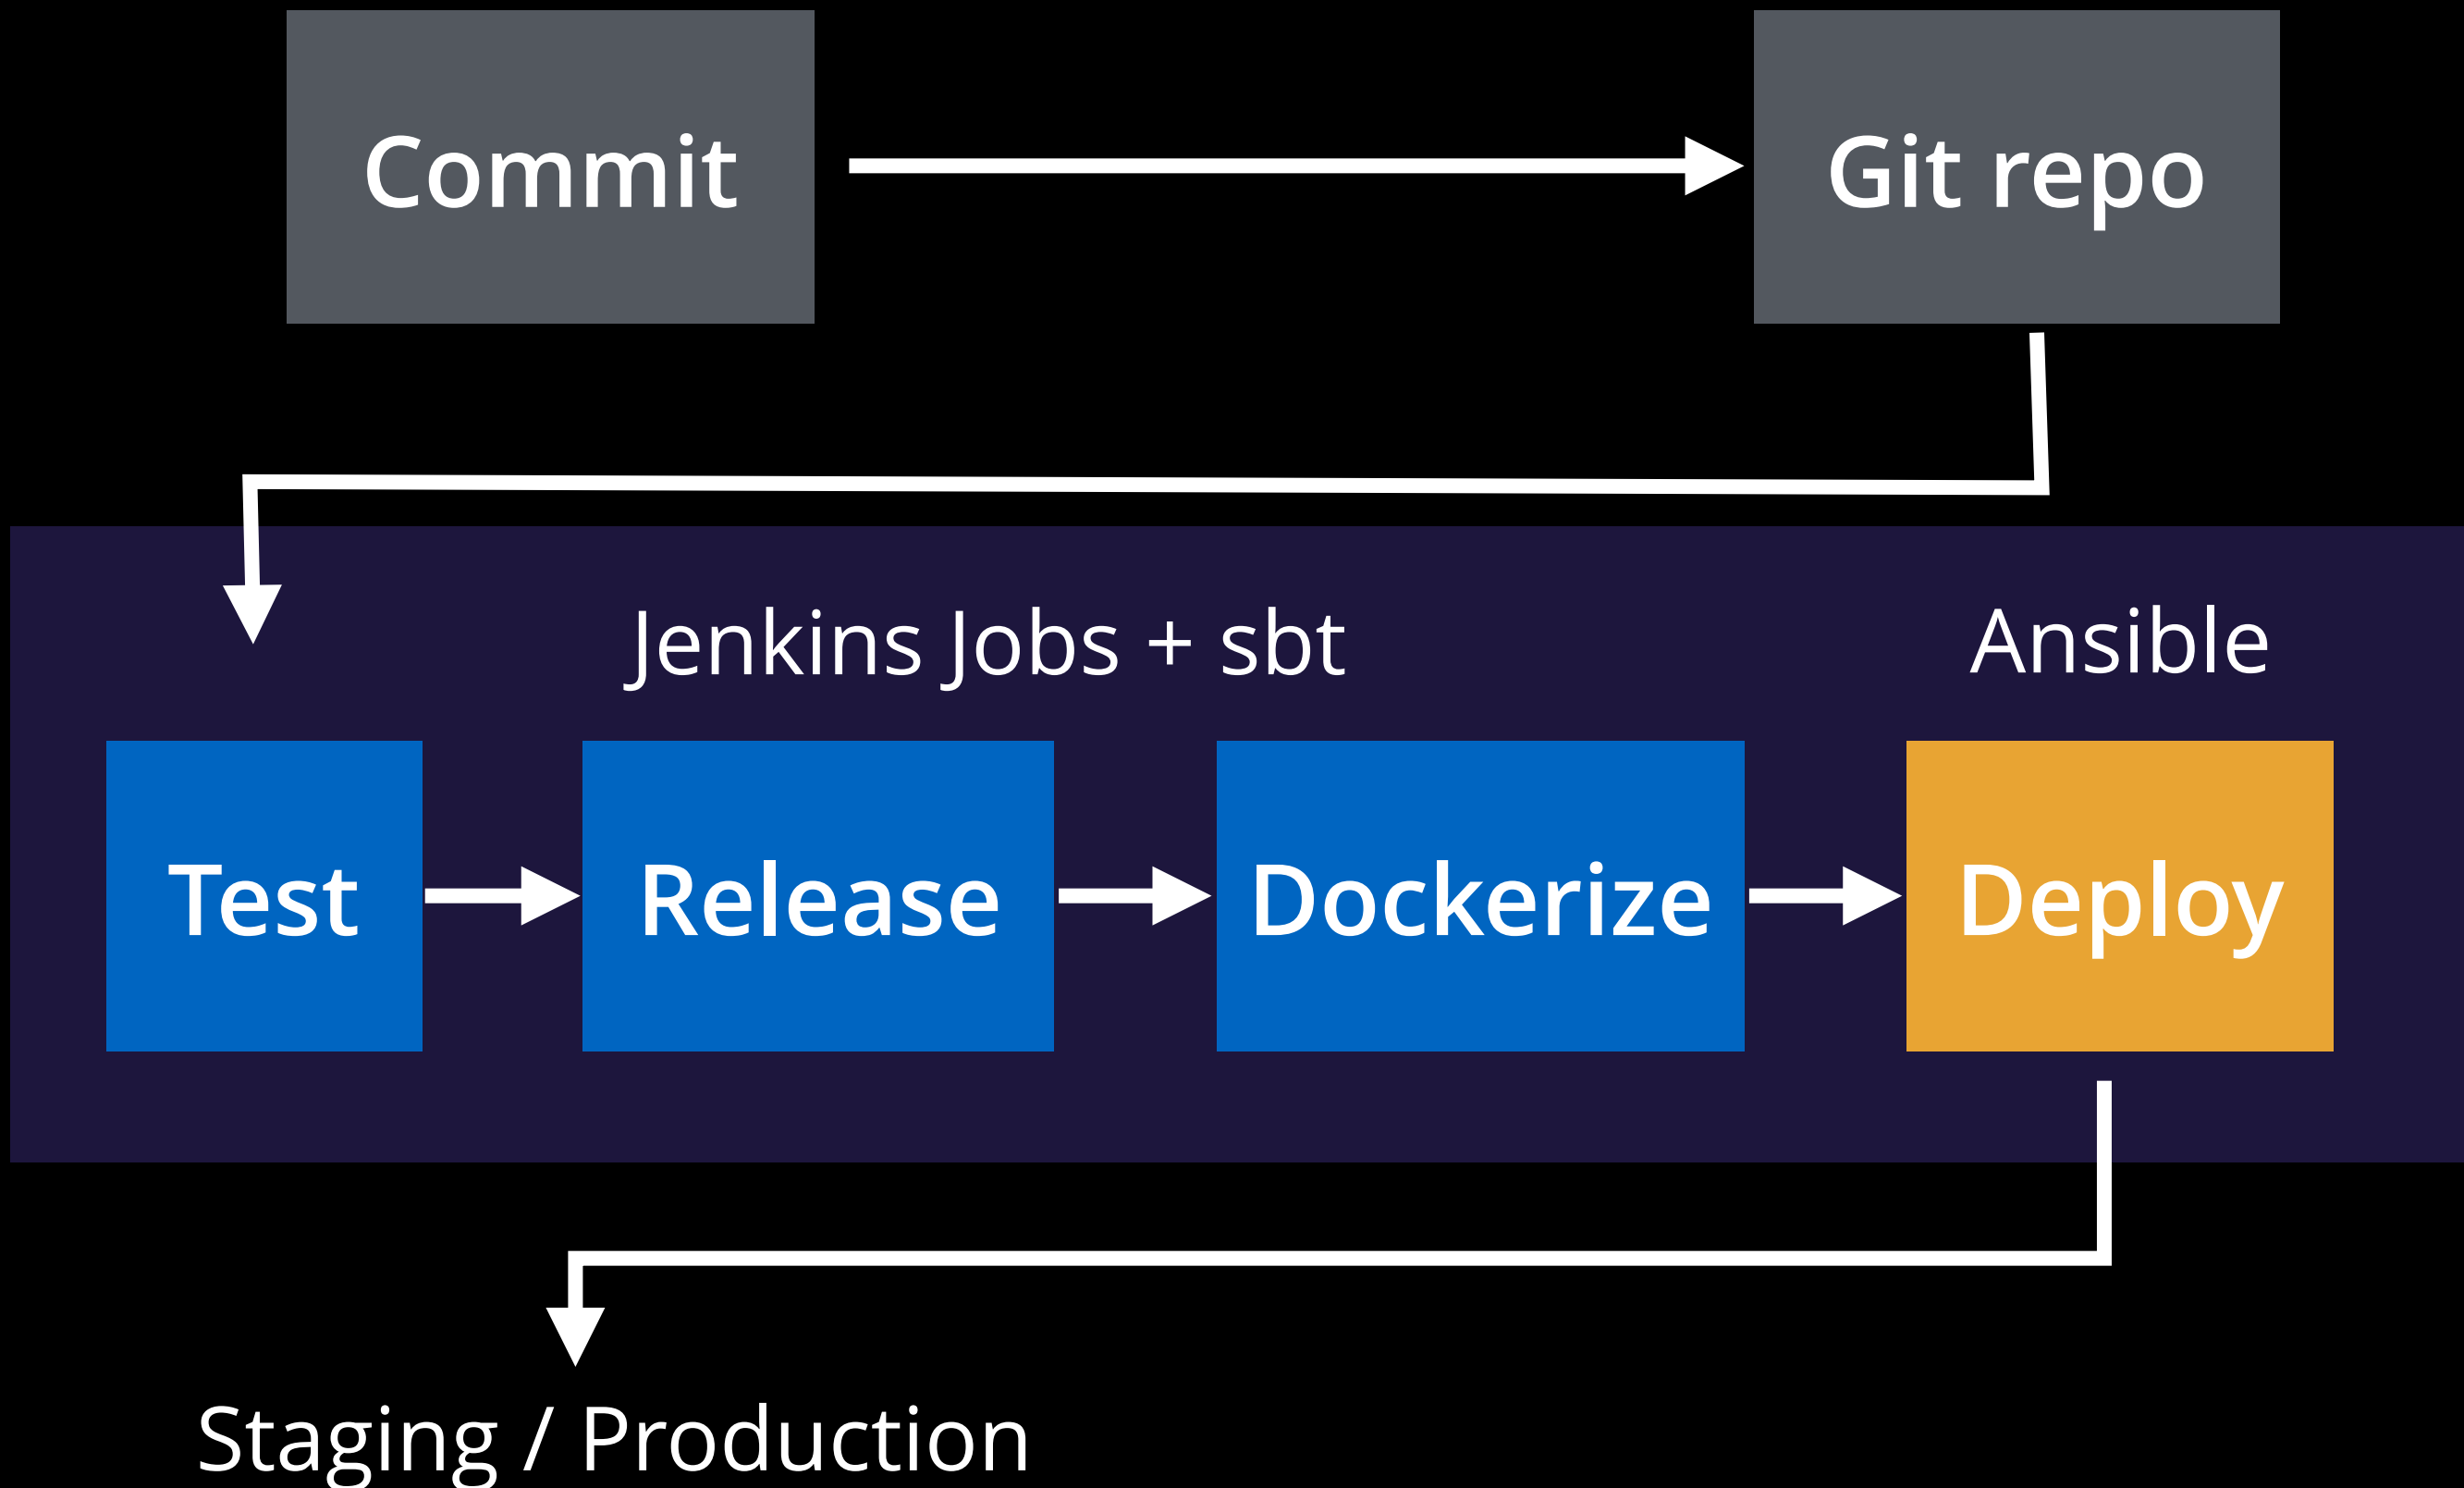 Commit
Git repo
Jenkins Jobs + sbt
Ansible
Test
Release
Dockerize
Deploy
Staging / Production